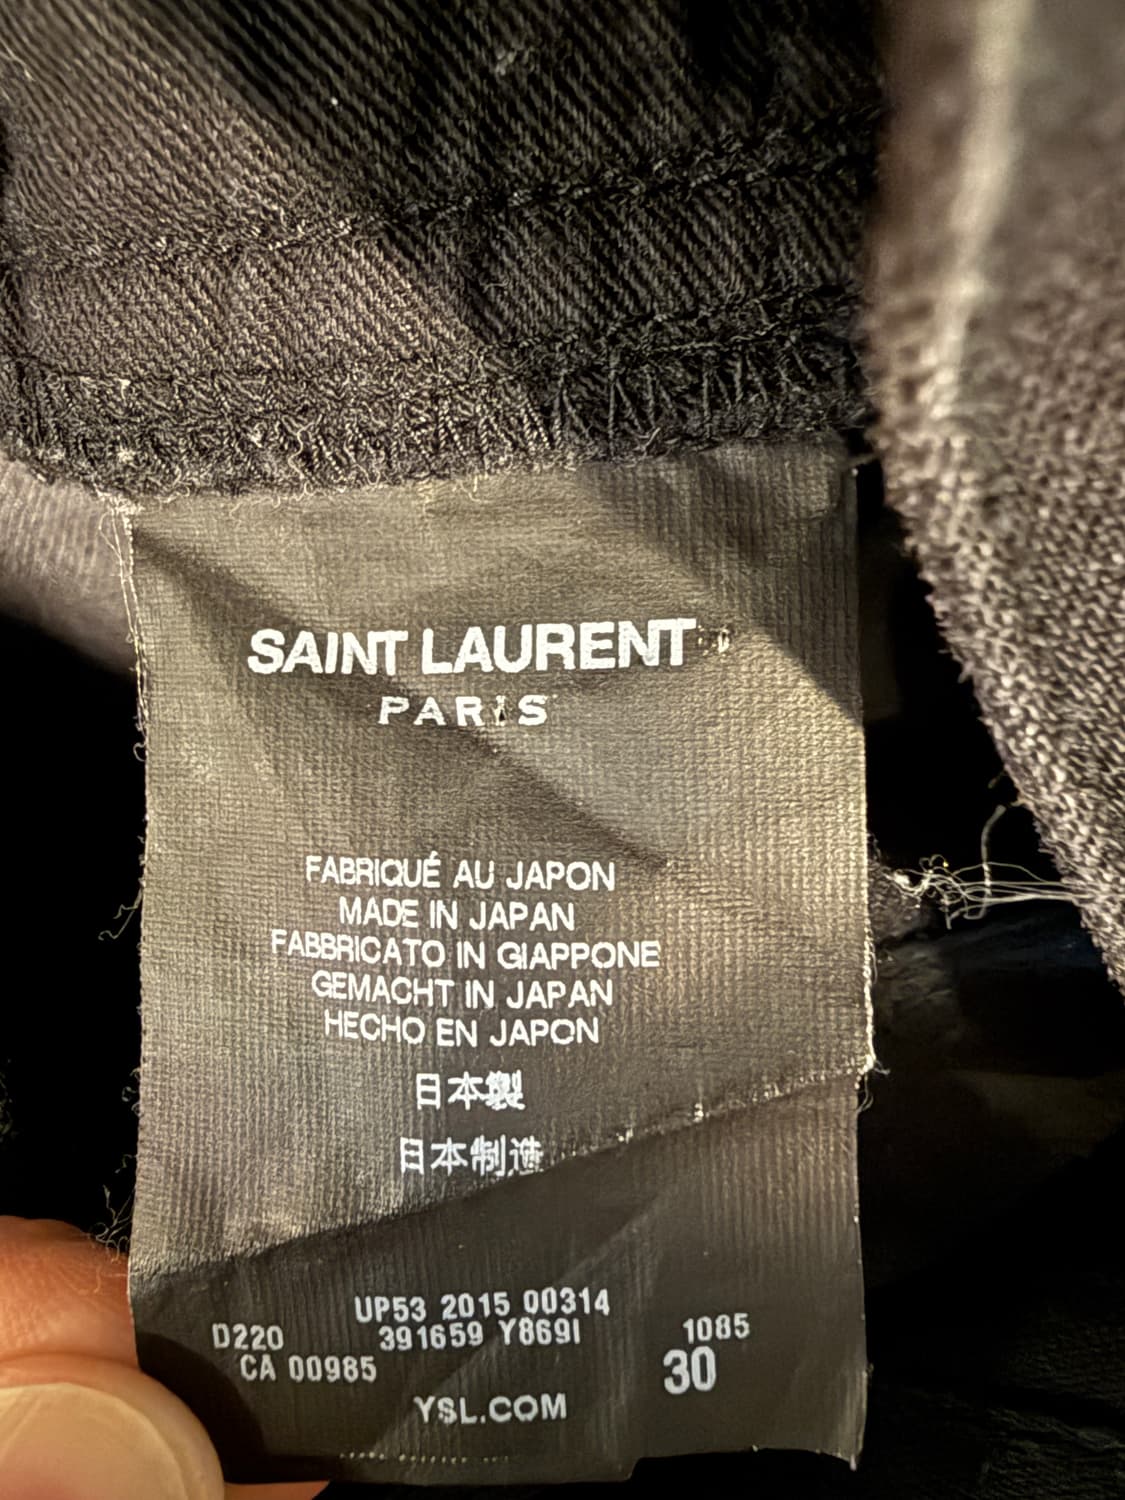 SAINT LAURENT
PARIS
FABRIQUÉ AU JAPON
MADE IN JAPAN
FABBRICATO IN GIAPPONE
GEMACHT IN JAPAN
HECHO EN JAPON
日本製
日本制造
UP53 2015 00314
D220 391659 Y869I 1085
CA 00985 30
YSL.COM